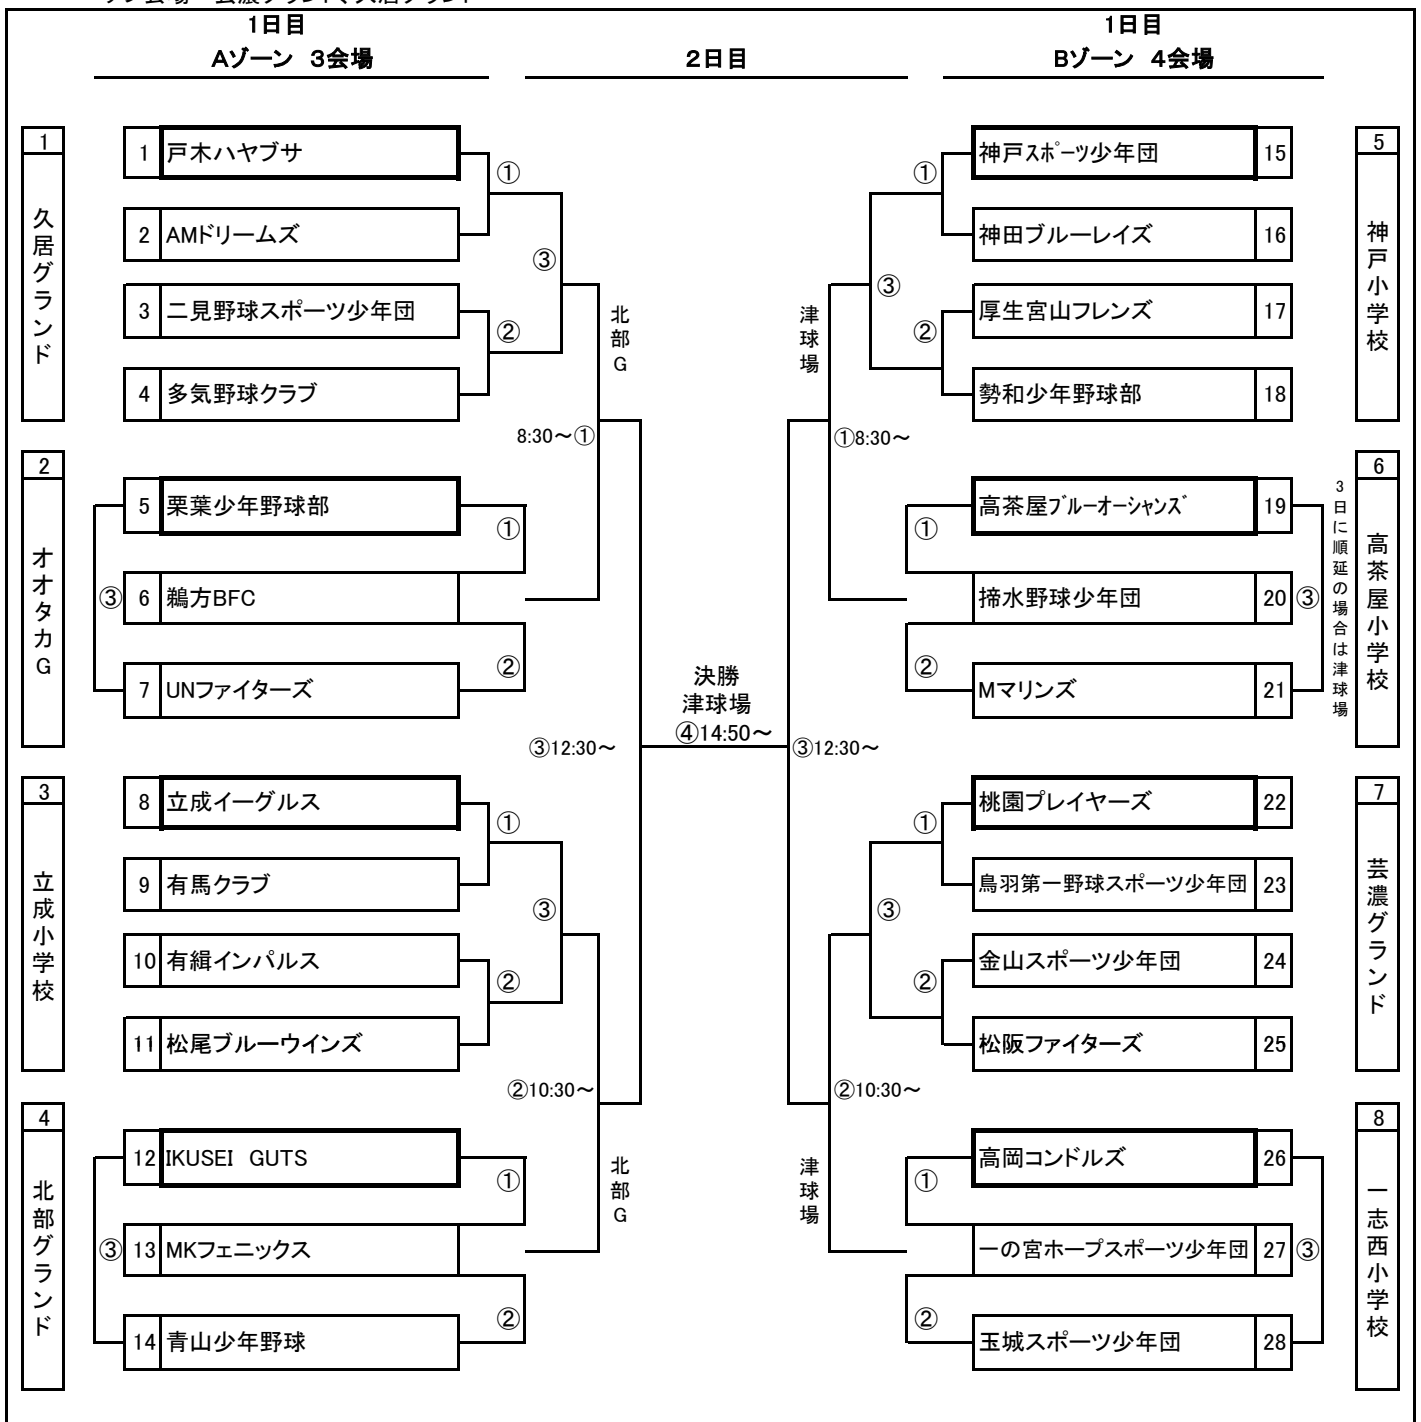 1日目
Aゾーン 3会場
2日目
1日目
Bゾーン 4会場
1
久居グランド
1 戸木ハヤブサ
2 AMドリームズ
3 二見野球スポーツ少年団
4 多気野球クラブ
①
②
③
北部G
8:30～①
2
オオタカG
5 栗葉少年野球部
6 鵜方BFC
7 UNファイターズ
①
②
③
③12:30～
3
立成小学校
8 立成イーグルス
9 有馬クラブ
10 有緝インパルス
11 松尾ブルーウインズ
①
②
③
②10:30～
4
北部グランド
12 IKUSEI GUTS
13 MKフェニックス
14 青山少年野球
①
②
③
北部G
決勝
津球場
④14:50～
5
神戸小学校
神戸スポーツ少年団 15
神田ブルーレイズ 16
厚生宮山フレンズ 17
勢和少年野球部 18
①
②
③
津球場
①8:30～
6
高茶屋小学校
高茶屋ブルーオーシャンズ 19
揥水野球少年団 20
Mマリンズ 21
①
②
③
3日に順延の場合は津球場
③12:30～
7
芸濃グランド
桃園プレイヤーズ 22
鳥羽第一野球スポーツ少年団 23
金山スポーツ少年団 24
松阪ファイターズ 25
①
②
③
②10:30～
8
一志西小学校
高岡コンドルズ 26
一の宮ホープスポーツ少年団 27
玉城スポーツ少年団 28
①
②
③
津球場